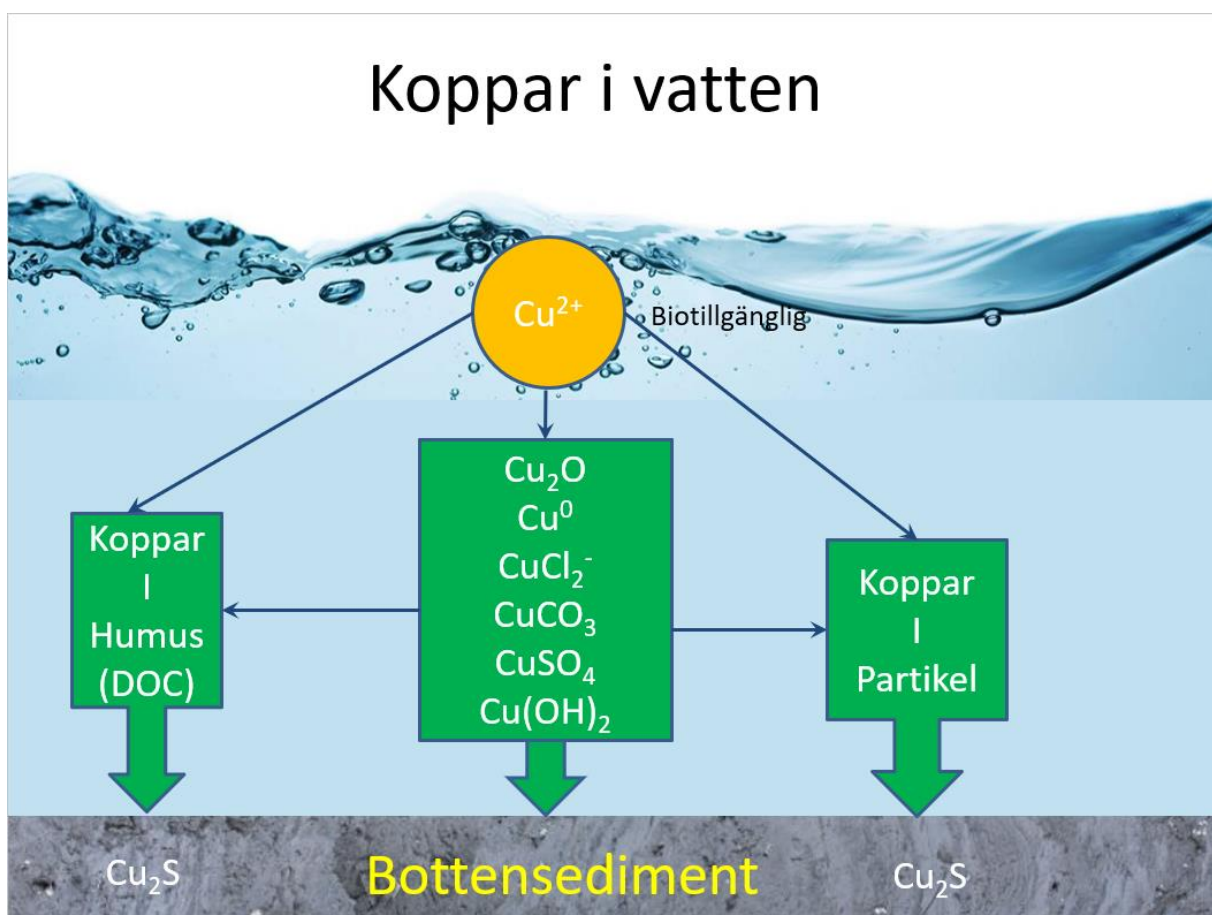 Koppar i vatten
Cu²⁺
Biotillgänglig
Cu₂O
Cu⁰
CuCl₂⁻
CuCO₃
CuSO₄
Cu(OH)₂
Koppar
I
Humus
(DOC)
Koppar
I
Partikel
Cu₂S
Bottensediment
Cu₂S